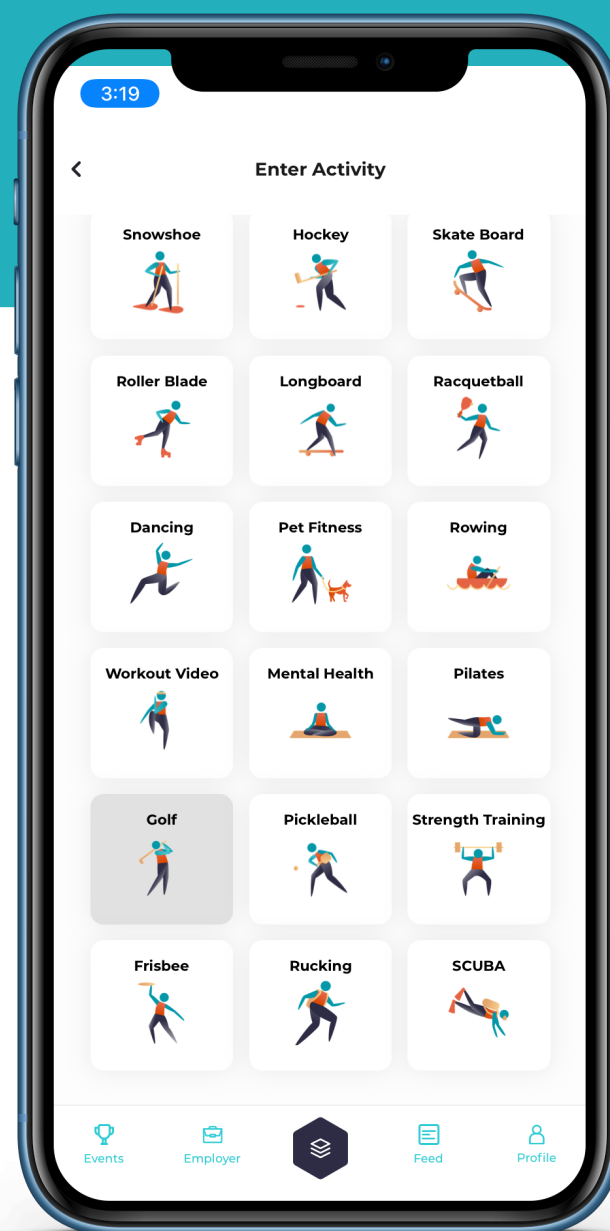 3:19
Enter Activity
Snowshoe
Hockey
Skate Board
Roller Blade
Longboard
Racquetball
Dancing
Pet Fitness
Rowing
Workout Video
Mental Health
Pilates
Golf
Pickleball
Strength Training
Frisbee
Rucking
SCUBA
Events
Employer
Feed
Profile